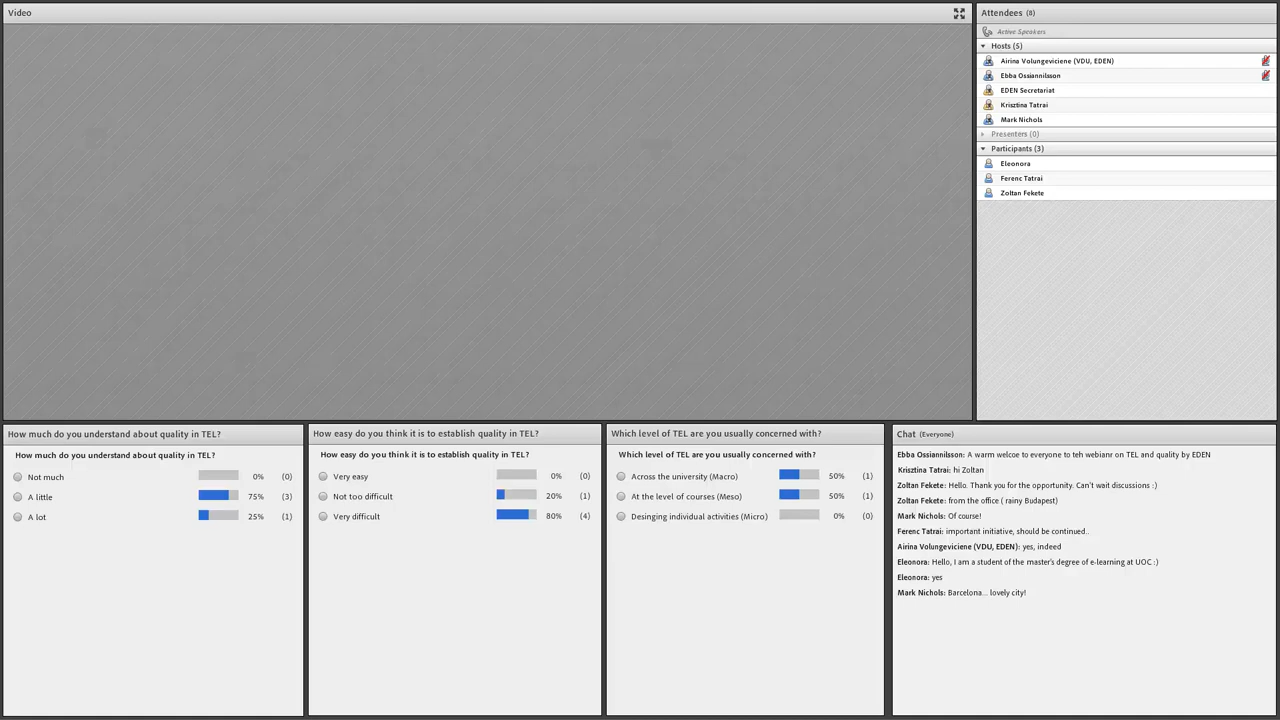 Video
Attendees (8)
Active Speakers
Hosts (5)
Airina Volungeviciene (VDU, EDEN)
Ebba Ossiannilsson
EDEN Secretariat
Krisztina Tatrai
Mark Nichols
Presenters (0)
Participants (3)
Eleonora
Ferenc Tatrai
Zoltan Fekete
How much do you understand about quality in TEL?
How much do you understand about quality in TEL?
Not much 0% (0)
A little 75% (3)
A lot 25% (1)
How easy do you think it is to establish quality in TEL?
How easy do you think it is to establish quality in TEL?
Very easy 0% (0)
Not too difficult 20% (1)
Very difficult 80% (4)
Which level of TEL are you usually concerned with?
Which level of TEL are you usually concerned with?
Across the university (Macro) 50% (1)
At the level of courses (Meso) 50% (1)
Desinging individual activities (Micro) 0% (0)
Chat (Everyone)
Ebba Ossiannilsson: A warm welcoe to everyone to teh webianr on TEL and quality by EDEN
Krisztina Tatrai: hi Zoltan
Zoltan Fekete: Hello. Thank you for the opportunity. Can't wait discussions :)
Zoltan Fekete: from the office ( rainy Budapest)
Mark Nichols: Of course!
Ferenc Tatrai: important initiative, should be continued..
Airina Volungeviciene (VDU, EDEN): yes, indeed
Eleonora: Hello, I am a student of the master's degree of e-learning at UOC :)
Eleonora: yes
Mark Nichols: Barcelona... lovely city!